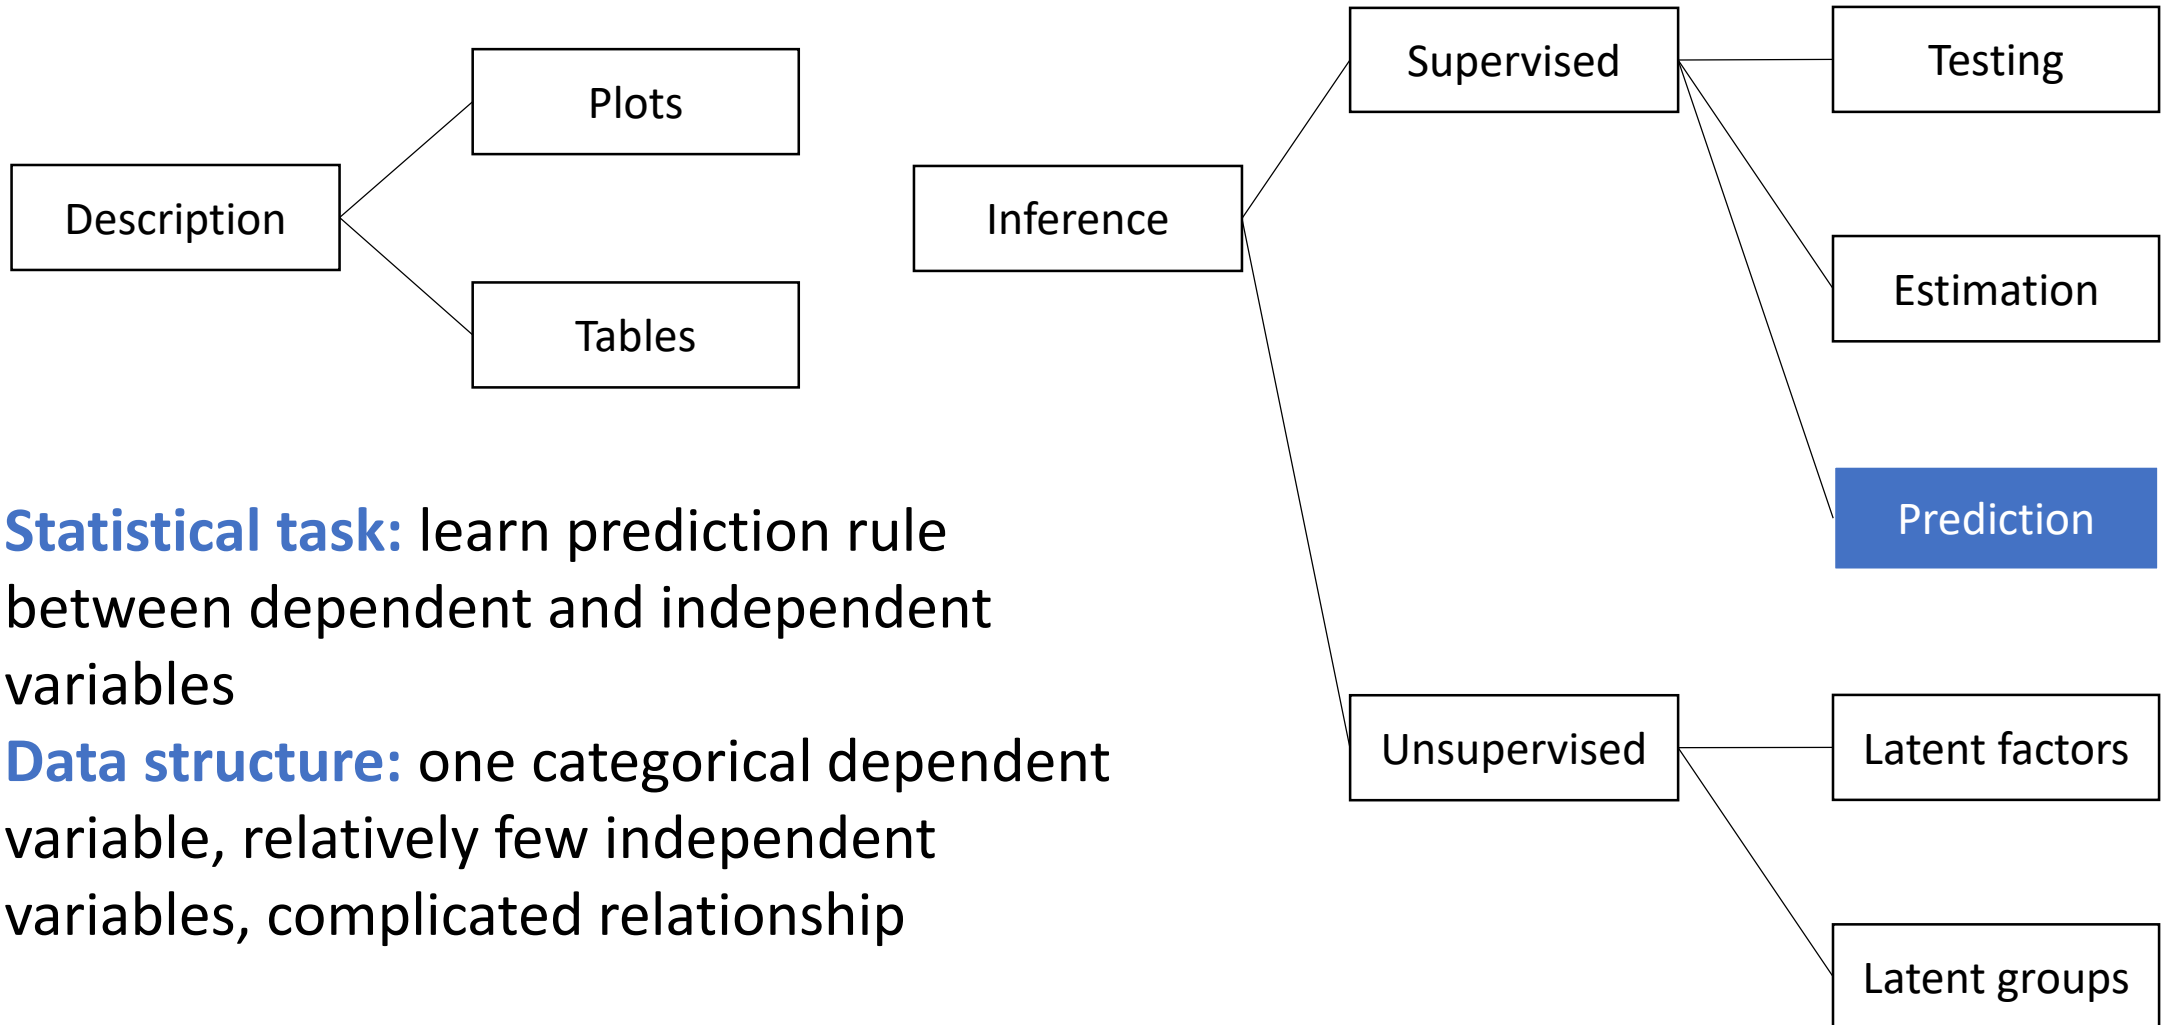 Description
Plots
Tables
Inference
Supervised
Unsupervised
Testing
Estimation
Prediction
Latent factors
Latent groups
Statistical task: learn prediction rule
between dependent and independent
variables
Data structure: one categorical dependent
variable, relatively few independent
variables, complicated relationship